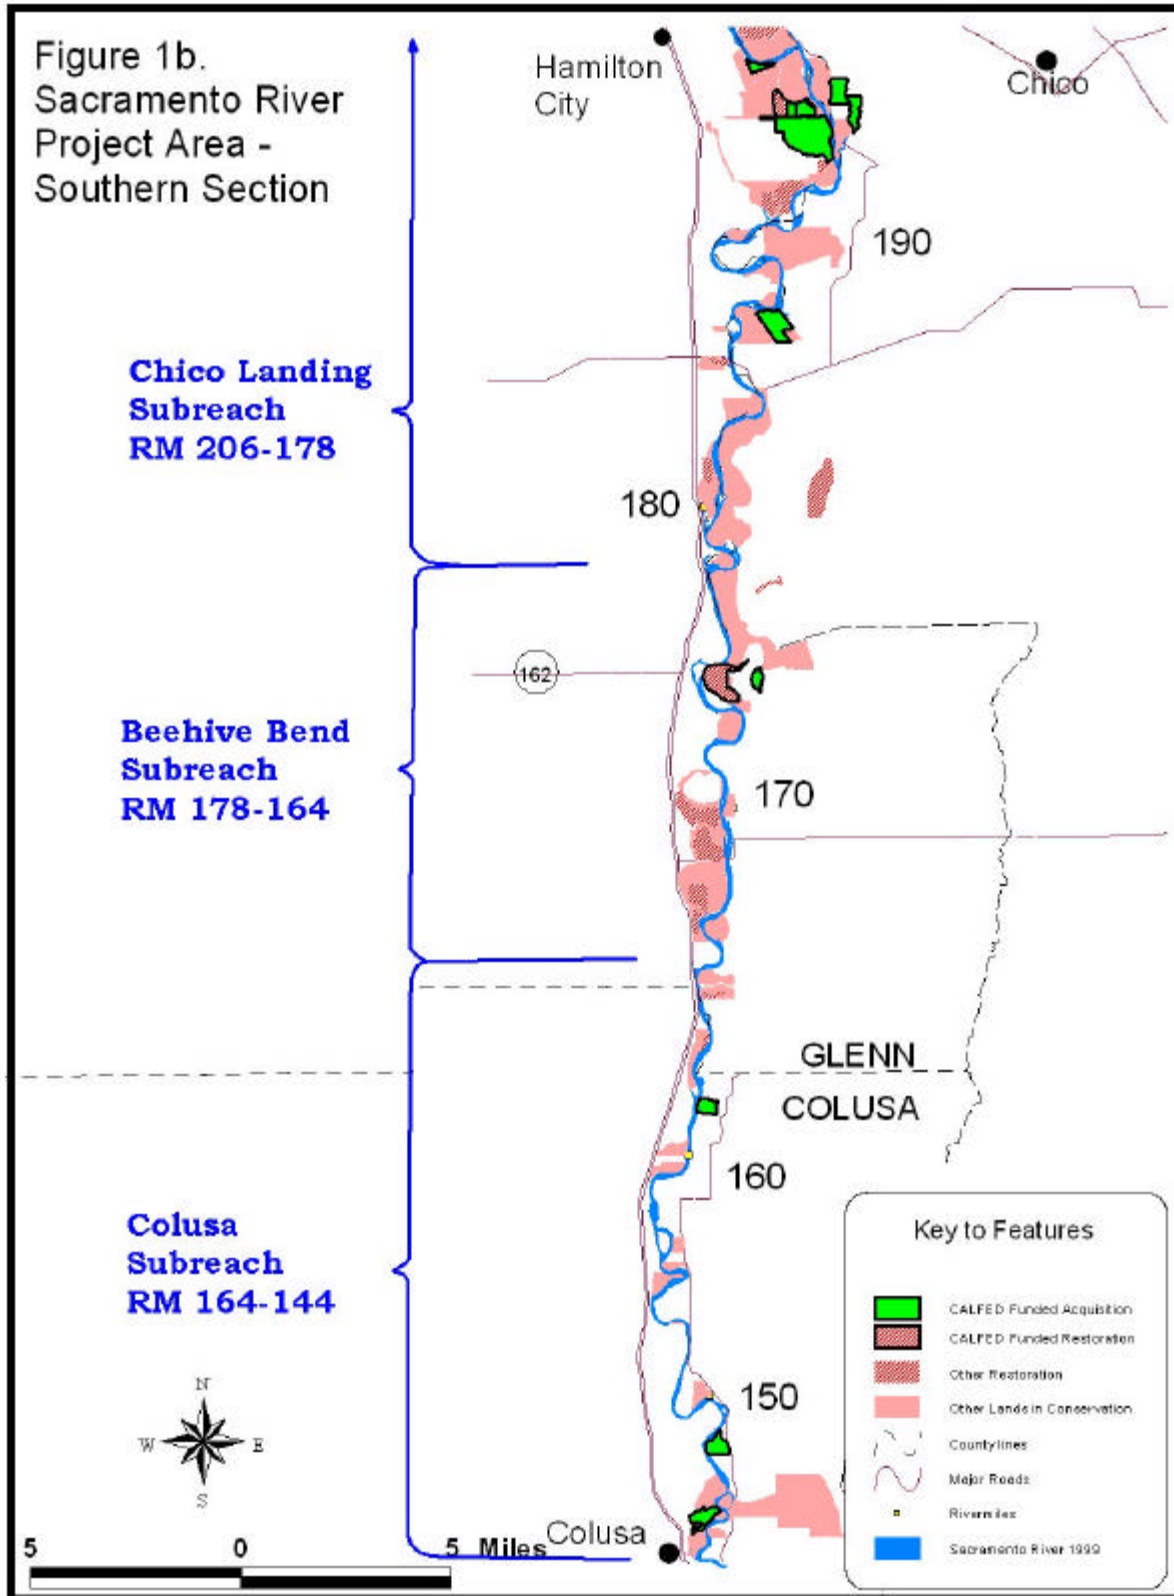 Figure 1b.
Sacramento River
Project Area -
Southern Section
Hamilton
City
Chico
190
Chico Landing
Subreach
RM 206-178
180
162
Beehive Bend
Subreach
RM 178-164
170
GLENN
COLUSA
160
Colusa
Subreach
RM 164-144
150
Key to Features
CALFED Funded Acquisition
CALFED Funded Restoration
Other Restoration
Other Lands in Conservation
County lines
Major Roads
Rivermiles
Sacramento River 1999
N
W E
S
Colusa
5 0 5 Miles